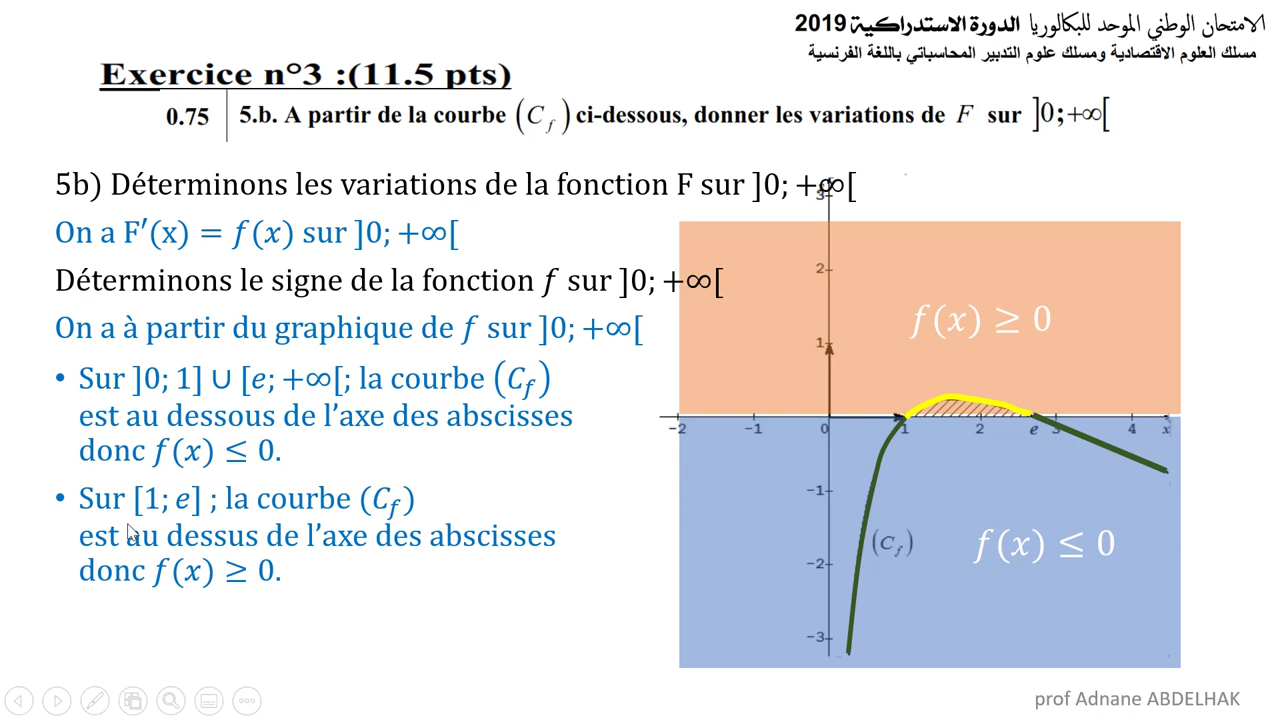 الامتحان الوطني الموحد للبكالوريا الدورة الاستدراكية 2019
مسلك العلوم الاقتصادية ومسلك علوم التدبير المحاسباتي باللغة الفرنسية
Exercice n°3 :(11.5 pts)
0.75 5.b. A partir de la courbe (C_f) ci-dessous, donner les variations de F sur ]0;+∞[
5b) Déterminons les variations de la fonction F sur ]0; +∞[
On a F′(x) = f(x) sur ]0; +∞[
Déterminons le signe de la fonction f sur ]0; +∞[
On a à partir du graphique de f sur ]0; +∞[
• Sur ]0; 1] ∪ [e; +∞[; la courbe (C_f)
est au dessous de l’axe des abscisses
donc f(x) ≤ 0.
• Sur [1; e] ; la courbe (C_f)
est au dessus de l’axe des abscisses
donc f(x) ≥ 0.
3
2
f(x) ≥ 0
1
-2 -1 0 1 2 e 3 4 x
-1
(C_f)
f(x) ≤ 0
-2
-3
prof Adnane ABDELHAK